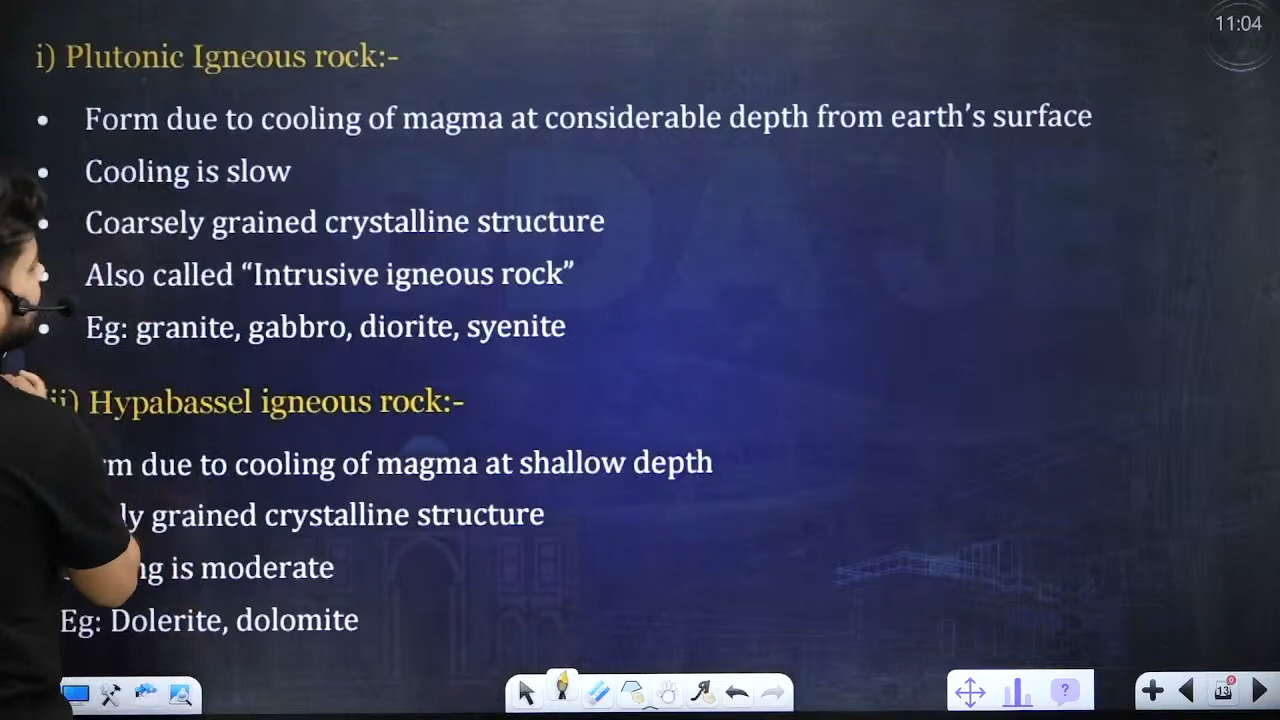 11:04
i) Plutonic Igneous rock:-
• Form due to cooling of magma at considerable depth from earth's surface
• Cooling is slow
• Coarsely grained crystalline structure
• Also called “Intrusive igneous rock”
• Eg: granite, gabbro, diorite, syenite
ii) Hypabassel igneous rock:-
due to cooling of magma at shallow depth
grained crystalline structure
is moderate
Eg: Dolerite, dolomite
13